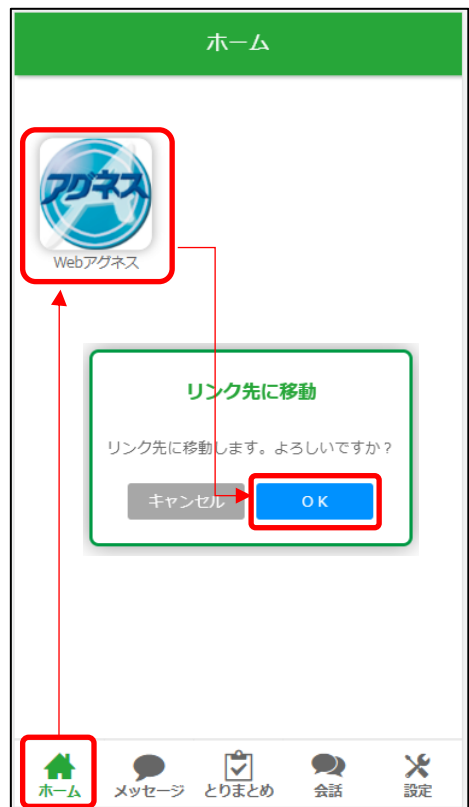 ホーム
アグネス
Webアグネス
リンク先に移動
リンク先に移動します。よろしいですか?
キャンセル
OK
ホーム
メッセージ
とりまとめ
会話
設定